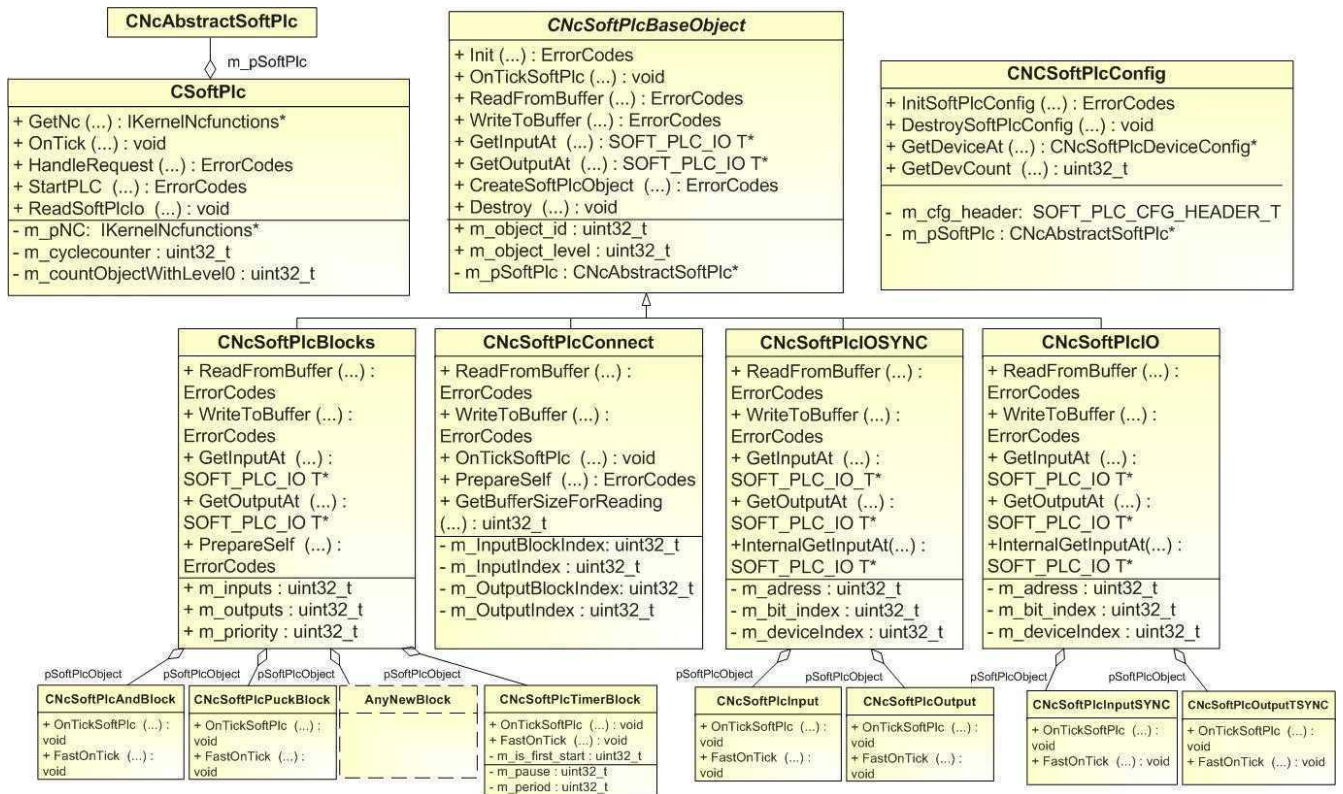 CNcAbstractSoftPlc
m_pSoftPlc
CSoftPlc
+ GetNc (...) : IKernelNcfunctions*
+ OnTick (...) : void
+ HandleRequest (...) : ErrorCodes
+ StartPLC (...) : ErrorCodes
+ ReadSoftPlcIo (...) : void
- m_pNC: IKernelNcfunctions*
- m_cyclecounter : uint32_t
- m_countObjectWithLevel0 : uint32_t
CNcSoftPlcBaseObject
+ Init (...) : ErrorCodes
+ OnTickSoftPlc (...) : void
+ ReadFromBuffer (...) : ErrorCodes
+ WriteToBuffer (...) : ErrorCodes
+ GetInputAt (...) : SOFT_PLC_IO T*
+ GetOutputAt (...) : SOFT_PLC_IO T*
+ CreateSoftPlcObject (...) : ErrorCodes
+ Destroy (...) : void
+ m_object_id : uint32_t
+ m_object_level : uint32_t
- m_pSoftPlc : CNcAbstractSoftPlc*
CNCSoftPlcConfig
+ InitSoftPlcConfig (...) : ErrorCodes
+ DestroySoftPlcConfig (...) : void
+ GetDeviceAt (...) : CNcSoftPlcDeviceConfig*
+ GetDevCount (...) : uint32_t
- m_cfg_header: SOFT_PLC_CFG_HEADER_T
- m_pSoftPlc : CNcAbstractSoftPlc*
CNcSoftPlcBlocks
+ ReadFromBuffer (...) :
ErrorCodes
+ WriteToBuffer (...) :
ErrorCodes
+ GetInputAt (...) :
SOFT_PLC_IO T*
+ GetOutputAt (...) :
SOFT_PLC_IO T*
+ PrepareSelf (...) :
ErrorCodes
+ m_inputs : uint32_t
+ m_outputs : uint32_t
+ m_priority : uint32_t
CNcSoftPlcConnect
+ ReadFromBuffer (...) :
ErrorCodes
+ WriteToBuffer (...) :
ErrorCodes
+ OnTickSoftPlc (...) : void
+ PrepareSelf (...) : ErrorCodes
+ GetBufferSizeForReading
(...) : uint32_t
- m_InputBlockIndex: uint32_t
- m_InputIndex : uint32_t
- m_OutputBlockIndex: uint32_t
- m_OutputIndex : uint32_t
CNcSoftPlcIOSYNC
+ ReadFromBuffer (...) :
ErrorCodes
+ WriteToBuffer (...) :
ErrorCodes
+ GetInputAt (...) :
SOFT_PLC_IO_T*
+ GetOutputAt (...) :
SOFT_PLC_IO T*
+InternalGetInputAt(...) :
SOFT_PLC_IO T*
- m_adress : uint32_t
- m_bit_index : uint32_t
- m_deviceIndex : uint32_t
CNcSoftPlcIO
+ ReadFromBuffer (...) :
ErrorCodes
+ WriteToBuffer (...) :
ErrorCodes
+ GetInputAt (...) :
SOFT_PLC_IO T*
+ GetOutputAt (...) :
SOFT_PLC_IO T*
+InternalGetInputAt(...) :
SOFT_PLC_IO T*
- m_adress : uint32_t
- m_bit_index : uint32_t
- m_deviceIndex : uint32_t
pSoftPlcObject
pSoftPlcObject
pSoftPlcObject
pSoftPlcObject
pSoftPlcObject
pSoftPlcObject
pSoftPlcObject
pSoftPlcObject
CNcSoftPlcAndBlock
+ OnTickSoftPlc (...) :
void
+ FastOnTick (...) :
void
CNcSoftPlcPuckBlock
+ OnTickSoftPlc (...) :
void
+ FastOnTick (...) :
void
AnyNewBlock
CNcSoftPlcTimerBlock
+ OnTickSoftPlc (...) : void
+ FastOnTick (...) : void
- m_is_first_start : uint32_t
- m_pause : uint32_t
- m_period : uint32_t
CNcSoftPlcInput
+ OnTickSoftPlc (...) :
void
+ FastOnTick (...) :
void
CNcSoftPlcOutput
+ OnTickSoftPlc (...) :
void
+ FastOnTick (...) :
void
CNcSoftPlcInputSYNC
+ OnTickSoftPlc (...) :
void
+ FastOnTick (...) : void
CNcSoftPlcOutputTSYNC
+ OnTickSoftPlc (...) :
void
+ FastOnTick (...) : void